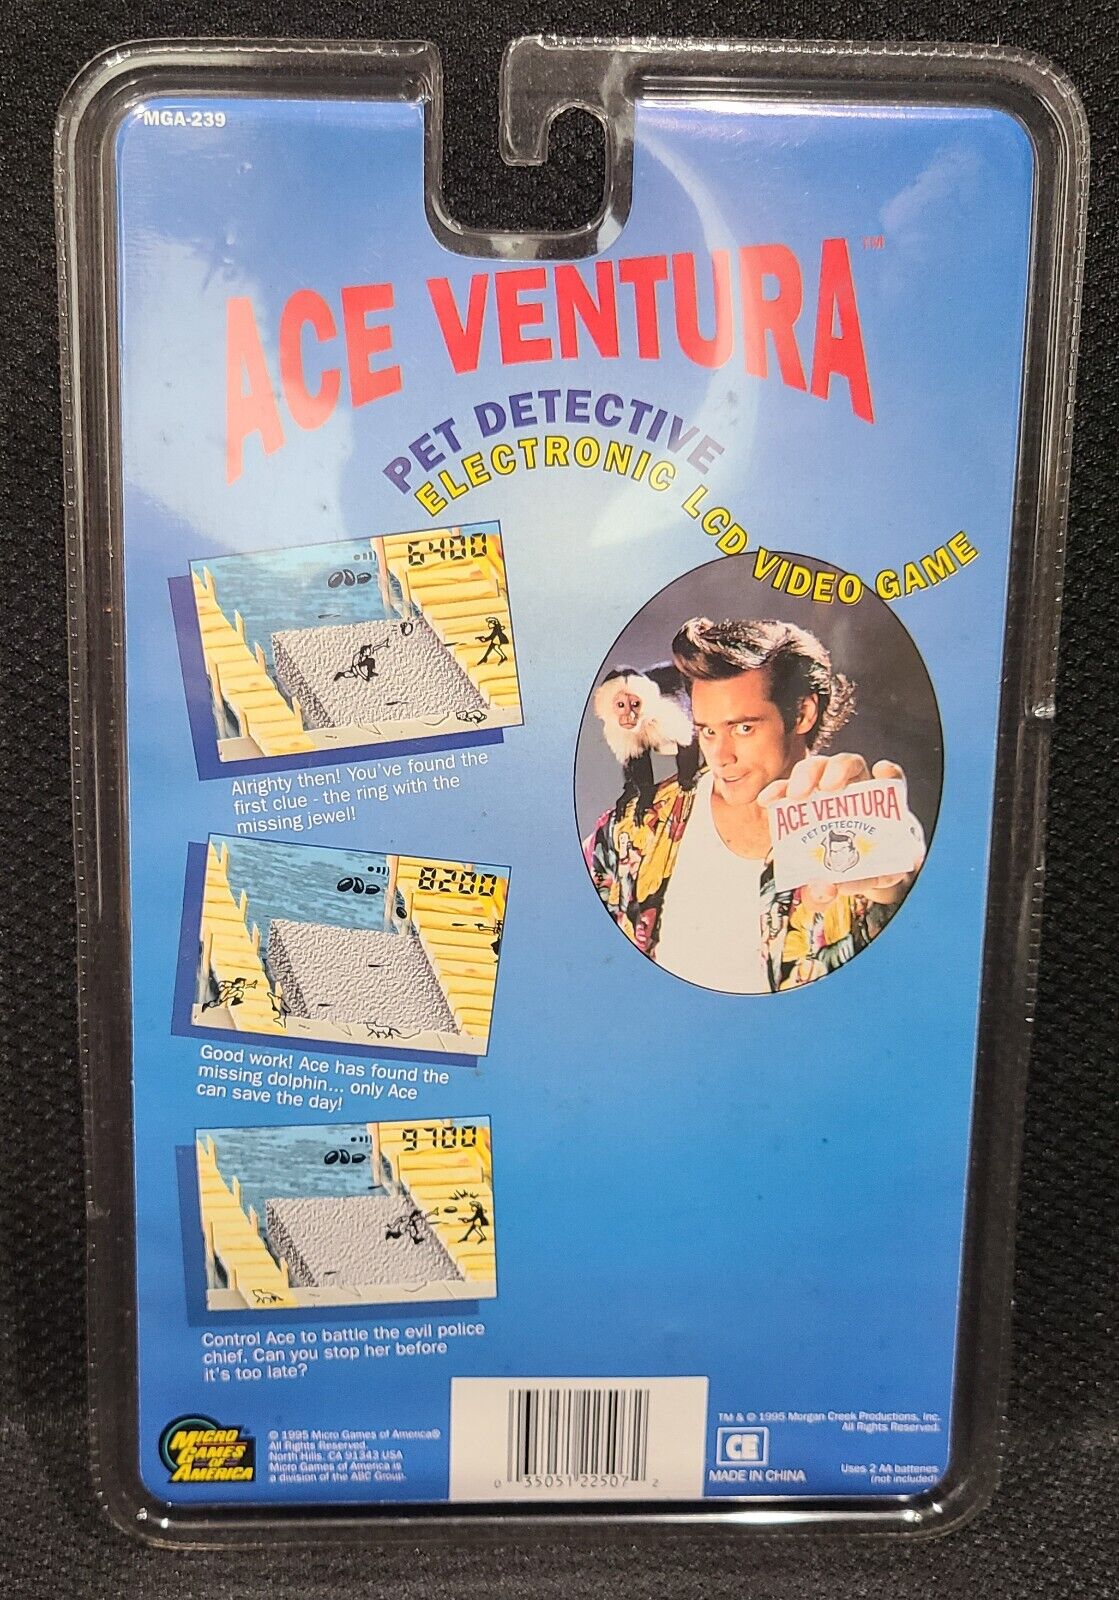 MGA-239
ACE VENTURA™
PET DETECTIVE
ELECTRONIC LCD VIDEO GAME
6400
Alrighty then! You've found the
first clue - the ring with the
missing jewel!
ACE VENTURA
PET DETECTIVE
8200
Good work! Ace has found the
missing dolphin... only Ace
can save the day!
9700
Control Ace to battle the evil police
chief. Can you stop her before
it's too late?
MICRO
GAMES
OF
AMERICA
© 1995 Micro Games of America®
All Rights Reserved.
North Hills, CA 91343 USA
Micro Games of America is
a division of the ABC Group.
0 35051 22507 2
TM & © 1995 Morgan Creek Productions, Inc.
All Rights Reserved.
CE
MADE IN CHINA
Uses 2 AA batteries
(not included)